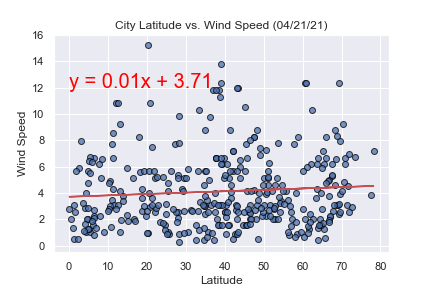 City Latitude vs. Wind Speed (04/21/21)
16
14
12
10
8
6
4
2
0
y = 0.01x + 3.71
Wind Speed
0 10 20 30 40 50 60 70 80
Latitude